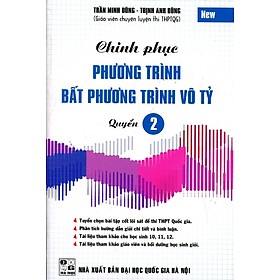 TRẦN MINH DŨNG - TRỊNH ANH DŨNG
(Giáo viên chuyên luyện thi THPTQG)
New
Chinh phục
PHƯƠNG TRÌNH
BẤT PHƯƠNG TRÌNH VÔ TỶ
Quyển 2
Tuyển chọn bài tập cốt lõi sát đề thi THPT Quốc gia.
Phân tích hướng dẫn giải chi tiết và bình luận.
Tài liệu tham khảo cho học sinh 10, 11, 12.
Tài liệu tham khảo giáo viên và bồi dưỡng học sinh giỏi.
NHÀ XUẤT BẢN ĐẠI HỌC QUỐC GIA HÀ NỘI